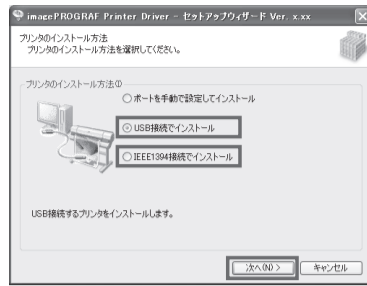 imagePROGRAF Printer Driver - セットアップウィザード Ver. x.xx
プリンタのインストール方法
プリンタのインストール方法を選択してください。
プリンタのインストール方法①
ポートを手動で設定してインストール
USB接続でインストール
IEEE1394接続でインストール
USB接続するプリンタをインストールします。
次へ(N) >
キャンセル